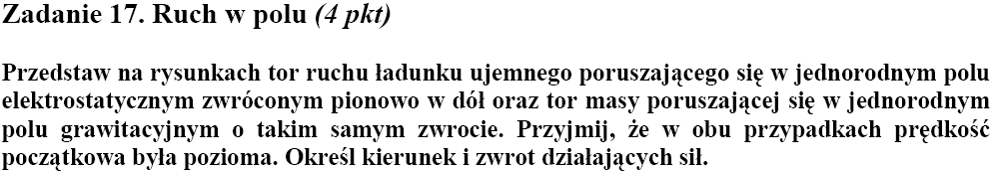 Zadanie 17. Ruch w polu (4 pkt)
Przedstaw na rysunkach tor ruchu ładunku ujemnego poruszającego się w jednorodnym polu
elektrostatycznym zwróconym pionowo w dół oraz tor masy poruszającej się w jednorodnym
polu grawitacyjnym o takim samym zwrocie. Przyjmij, że w obu przypadkach prędkość
początkowa była pozioma. Określ kierunek i zwrot działających sił.